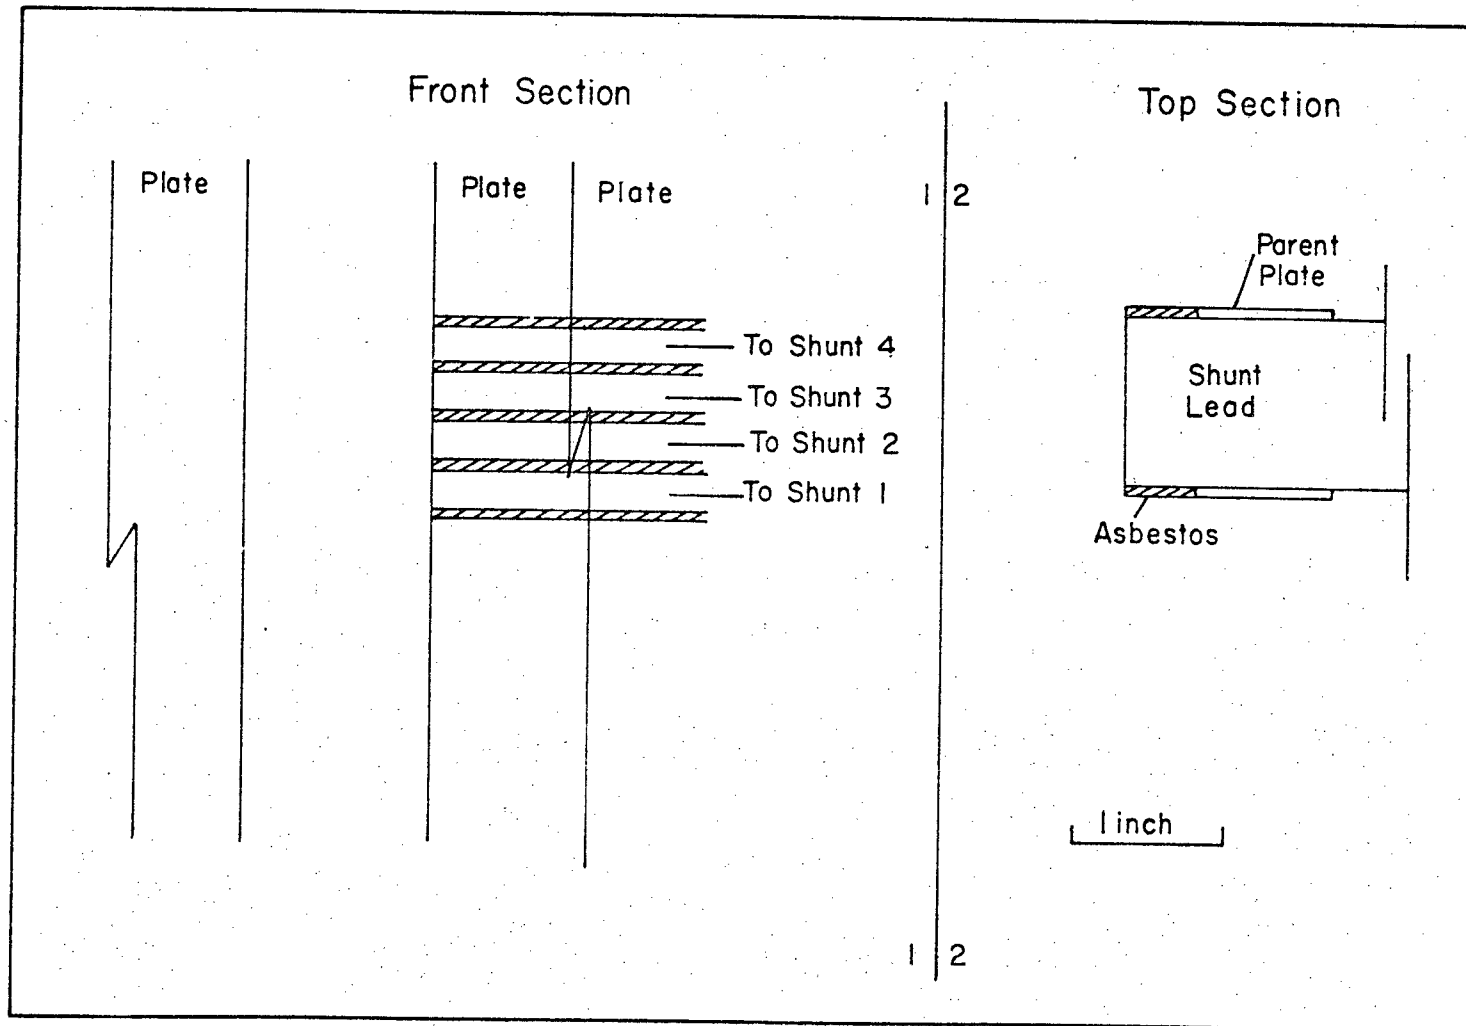 Front Section
Plate
Plate
Plate
To Shunt 4
To Shunt 3
To Shunt 2
To Shunt 1
1 2
1 2
Top Section
Parent
Plate
Shunt
Lead
Asbestos
1 inch